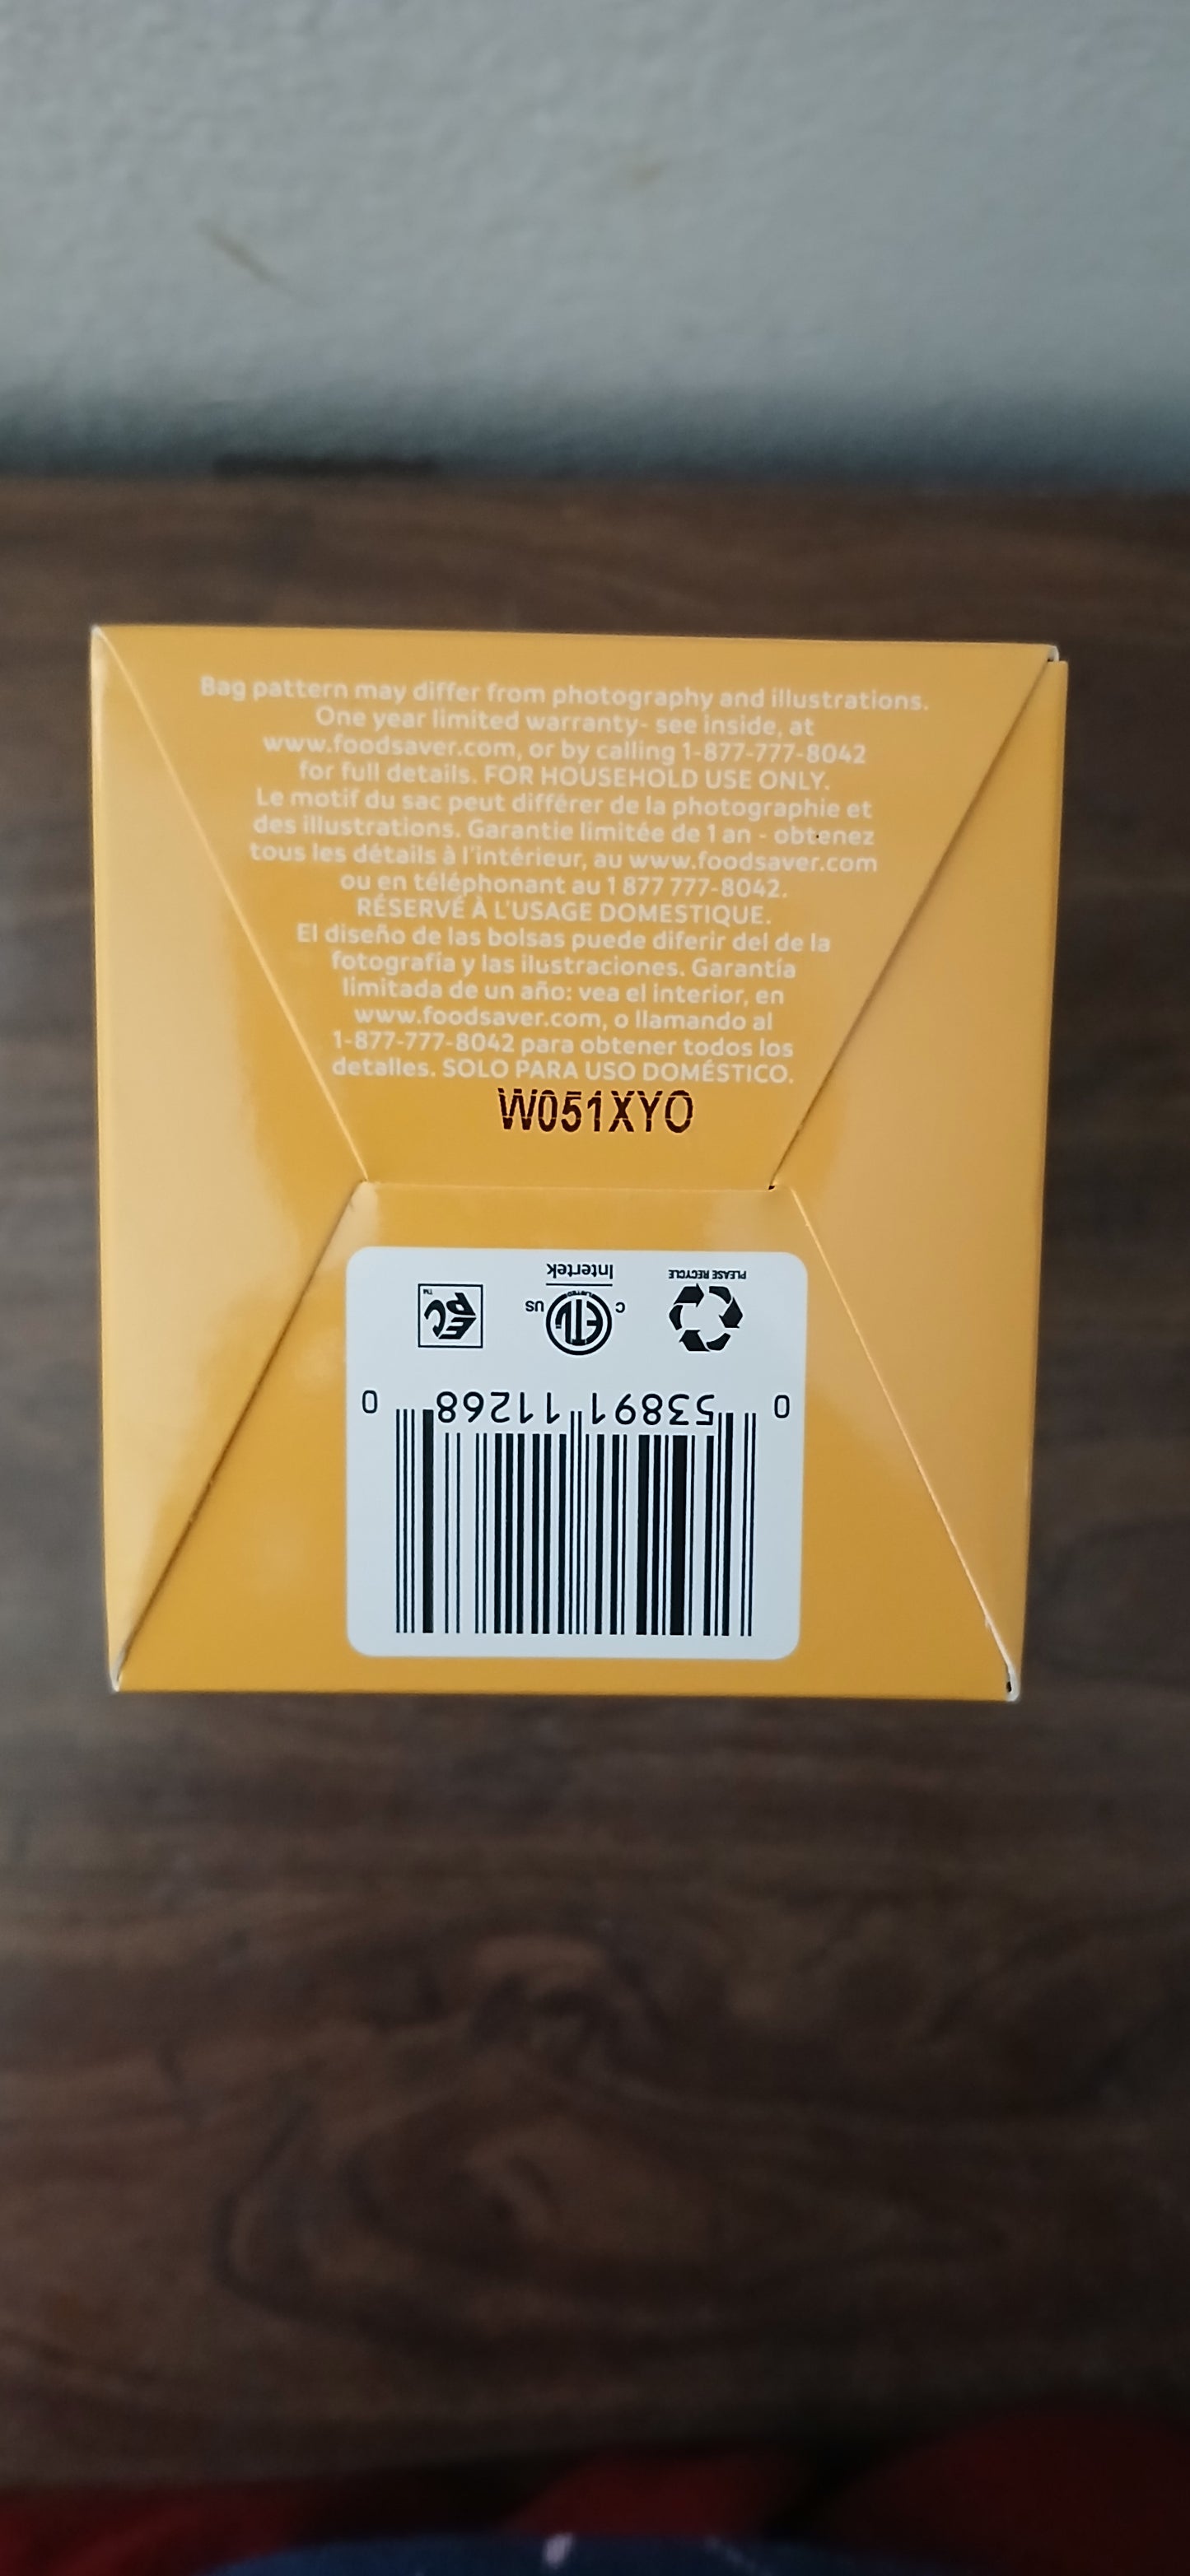 Bag pattern may differ from photography and illustrations.
One year limited warranty- see inside, at
www.foodsaver.com, or by calling 1-877-777-8042
for full details. FOR HOUSEHOLD USE ONLY.
Le motif du sac peut différer de la photographie et
des illustrations. Garantie limitée de 1 an - obtenez
tous les détails à l'intérieur, au www.foodsaver.com
ou en téléphonant au 1 877 777-8042.
RÉSERVÉ À L'USAGE DOMESTIQUE.
El diseño de las bolsas puede diferir del de la
fotografía y las ilustraciones. Garantía
limitada de un año: vea el interior, en
www.foodsaver.com, o llamando al
1-877-777-8042 para obtener todos los
detalles. SOLO PARA USO DOMÉSTICO.
W051XYO
0 53891 11268 0
PLEASE RECYCLE
C ETL US
LISTED
Intertek
EPC TM